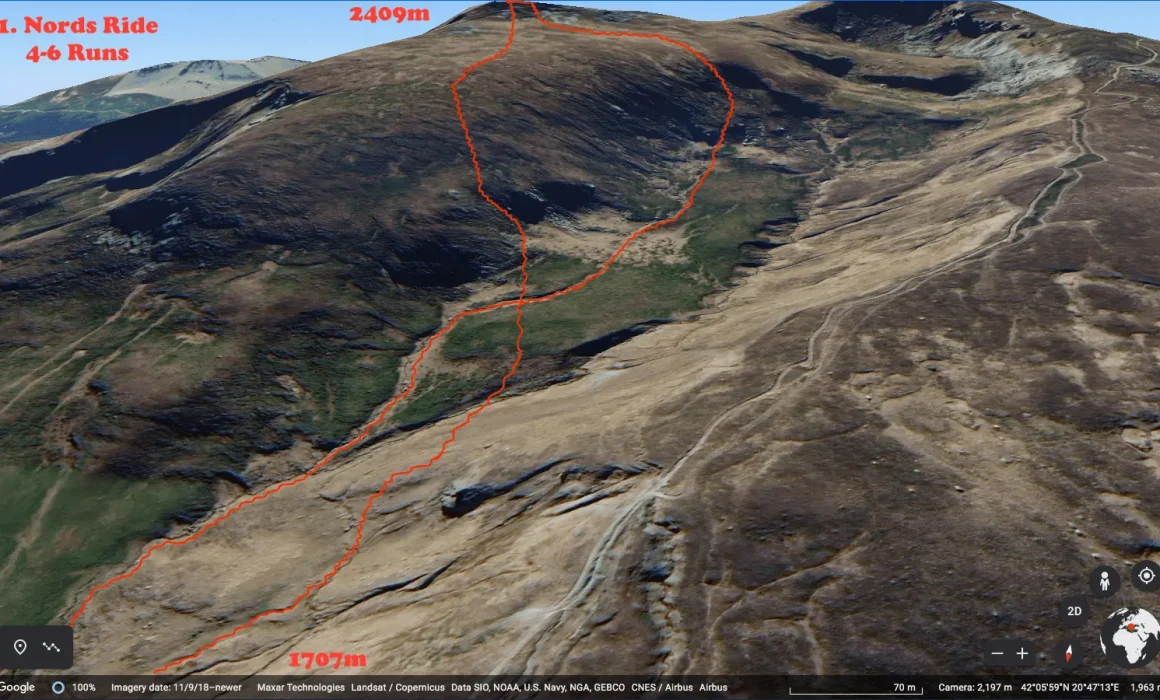 1. Nords Ride
4-6 Runs
2409m
1707m
2D
Google
100%
Imagery date: 11/9/18–newer
Maxar Technologies Landsat / Copernicus Data SIO, NOAA, U.S. Navy, NGA, GEBCO CNES / Airbus Airbus
70 m
Camera: 2,197 m 42°05'59"N 20°47'13"E 1,963 m